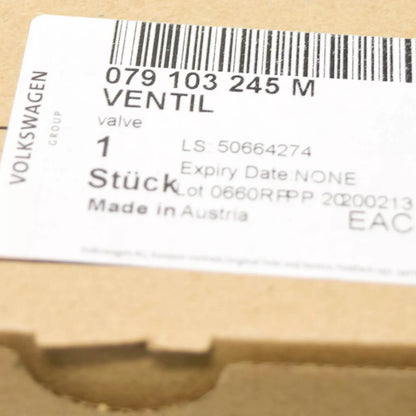 VOLKSWAGEN
GROUP
079 103 245 M
VENTIL
valve
1 LS: 50664274
Expiry Date:NONE
Stück Lot 0660RFPP 20200213
Made in Austria
EAC